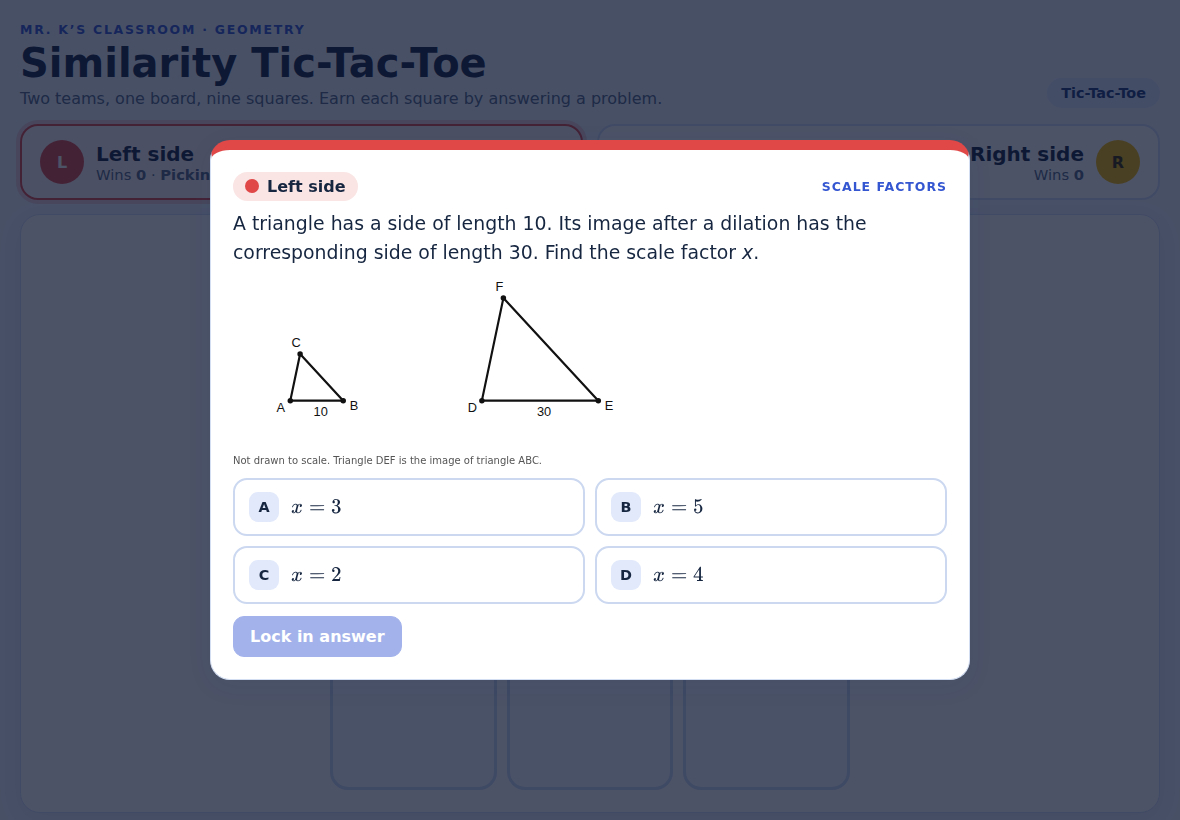 MR. K’S CLASSROOM · GEOMETRY
Similarity Tic-Tac-Toe
Two teams, one board, nine squares. Earn each square by answering a problem.
Tic-Tac-Toe
L
Left side
Wins 0 ·
Right side
Wins 0
R
Left side
SCALE FACTORS
A triangle has a side of length 10. Its image after a dilation has the
corresponding side of length 30. Find the scale factor x.
F
C
A
B
10
D
E
30
Not drawn to scale. Triangle DEF is the image of triangle ABC.
A x = 3
B x = 5
C x = 2
D x = 4
Lock in answer